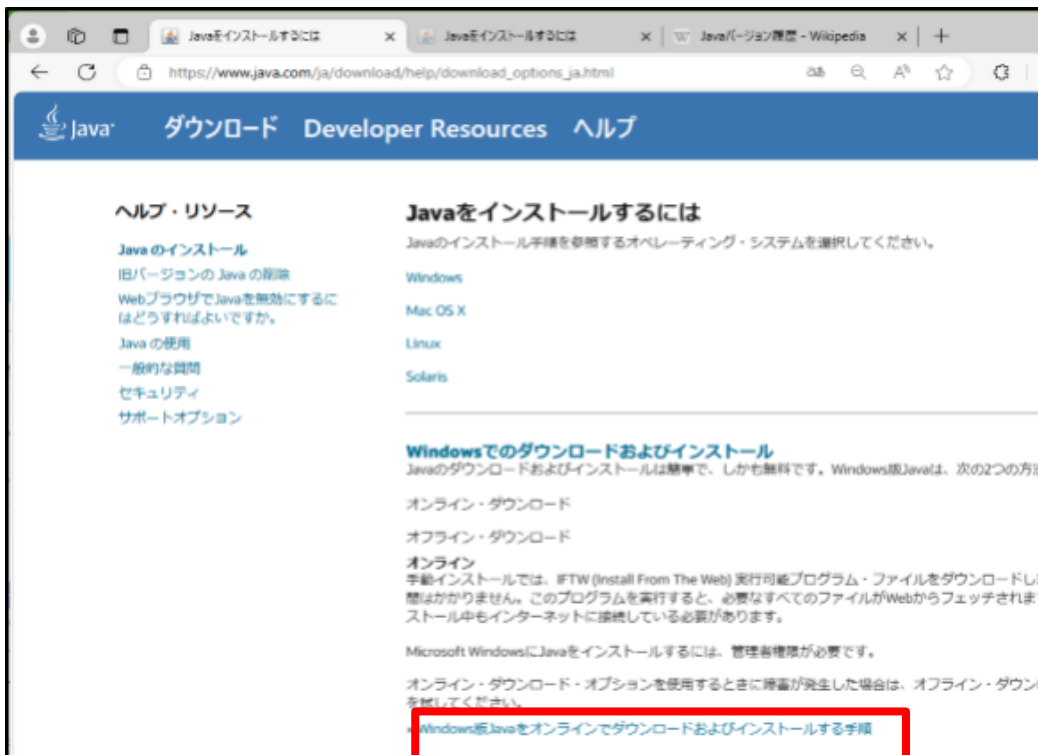 Javaをインストールするには
Javaをインストールするには
Javaバージョン履歴 - Wikipedia
https://www.java.com/ja/download/help/download_options_ja.html
Java ダウンロード Developer Resources ヘルプ
ヘルプ・リソース
Java のインストール
旧バージョンの Java の削除
WebブラウザでJavaを無効にするに
はどうすればよいですか。
Java の使用
一般的な質問
セキュリティ
サポートオプション
Javaをインストールするには
Javaのインストール手順を参照するオペレーティング・システムを選択してください。
Windows
Mac OS X
Linux
Solaris
Windowsでのダウンロードおよびインストール
Javaのダウンロードおよびインストールは簡単で、しかも無料です。Windows版Javaは、次の2つの方法
オンライン・ダウンロード
オフライン・ダウンロード
オンライン
手動インストールでは、IFTW (Install From The Web) 実行可能プログラム・ファイルをダウンロードし
間はかかりません。このプログラムを実行すると、必要なすべてのファイルがWebからフェッチされま
ストール中もインターネットに接続している必要があります。
Microsoft WindowsにJavaをインストールするには、管理者権限が必要です。
オンライン・ダウンロード・オプションを使用するときに障害が発生した場合は、オフライン・ダウン
を試してください。
» Windows版Javaをオンラインでダウンロードおよびインストールする手順